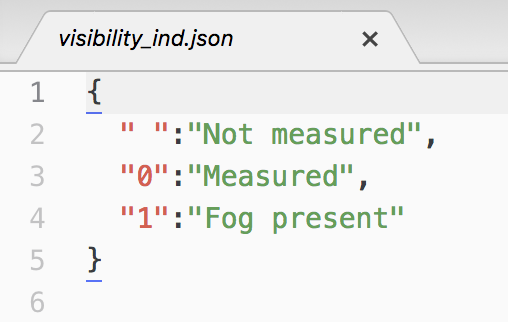 visibility_ind.json ×
1 {
2 " ":"Not measured",
3 "0":"Measured",
4 "1":"Fog present"
5 }
6